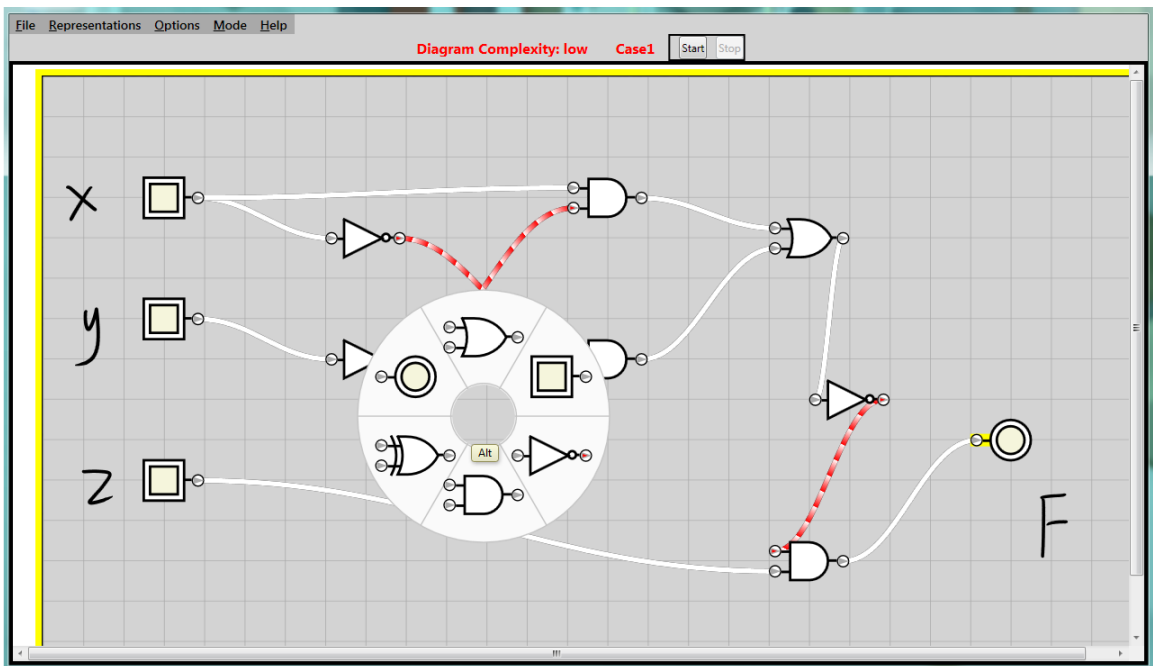 File Representations Options Mode Help
Diagram Complexity: low Case1 Start Stop
x
y
Alt
z
F